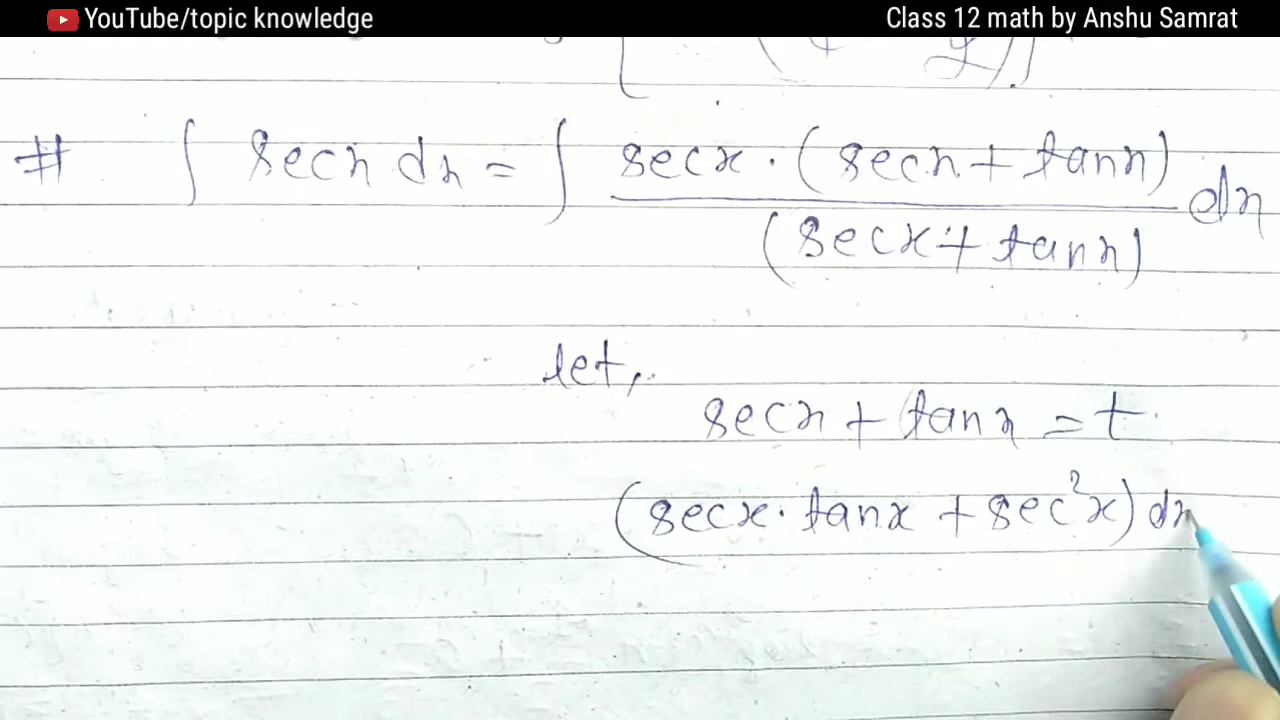 YouTube/topic knowledge Class 12 math by Anshu Samrat
# ∫ secx dx = ∫ secx · (secx + tanx) / (secx + tanx) dx
let,
secx + tanx = t
(secx · tanx + sec²x) dx